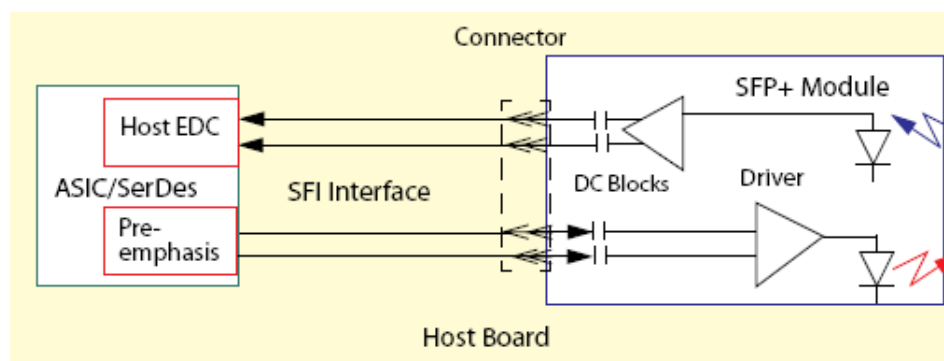 Connector
SFP+ Module
Host EDC
ASIC/SerDes
SFI Interface
DC Blocks
Driver
Pre-
emphasis
Host Board